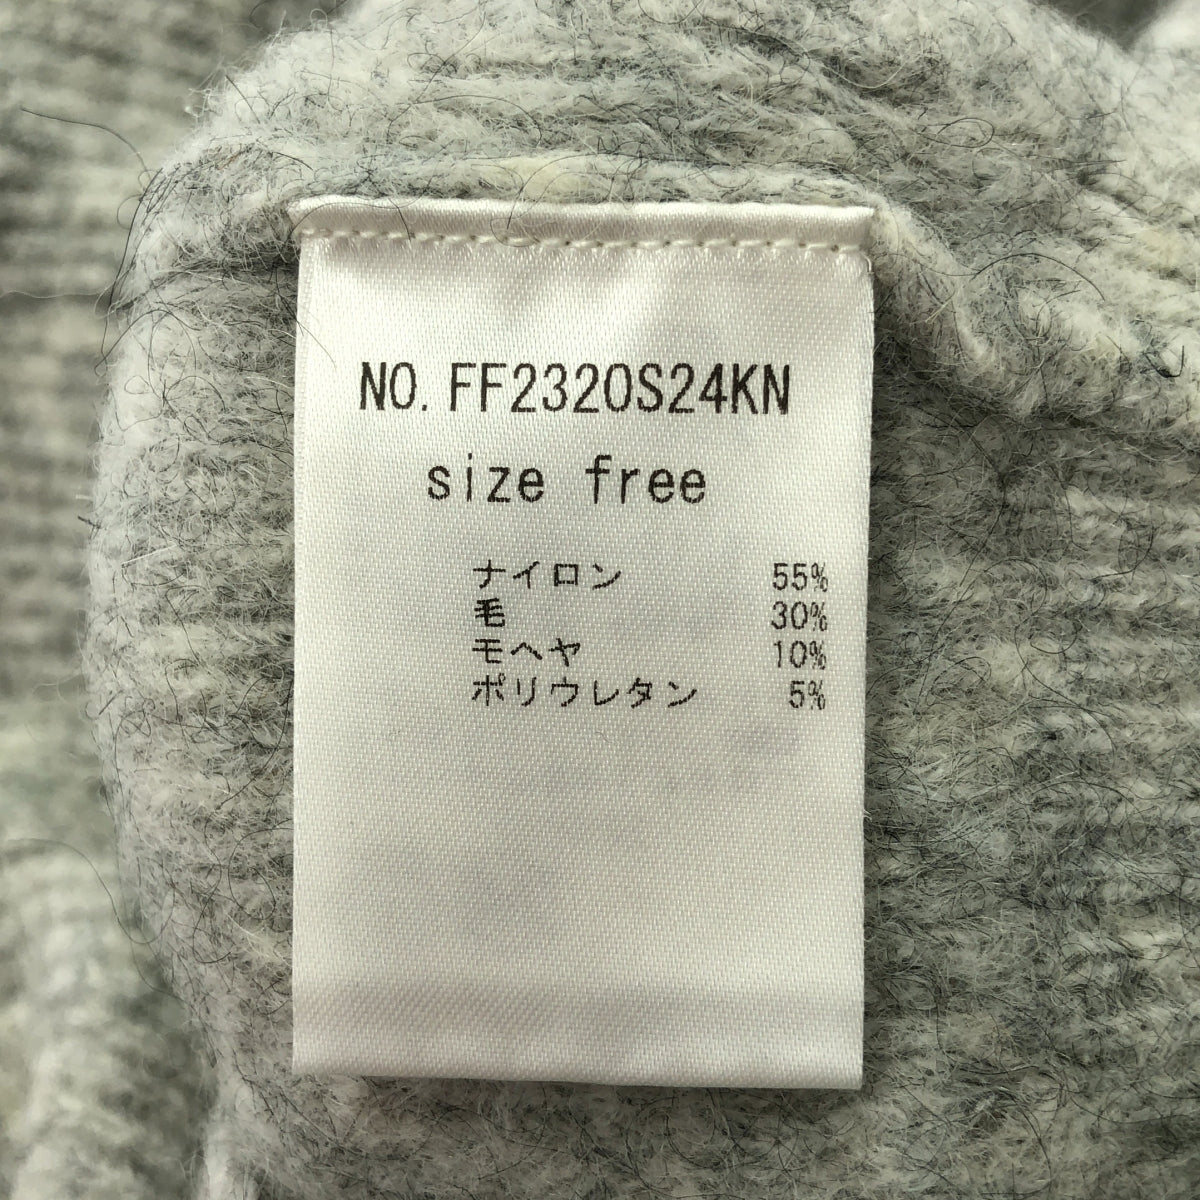 NO. FF2320S24KN
size free
ナイロン 55%
毛 30%
モヘヤ 10%
ポリウレタン 5%